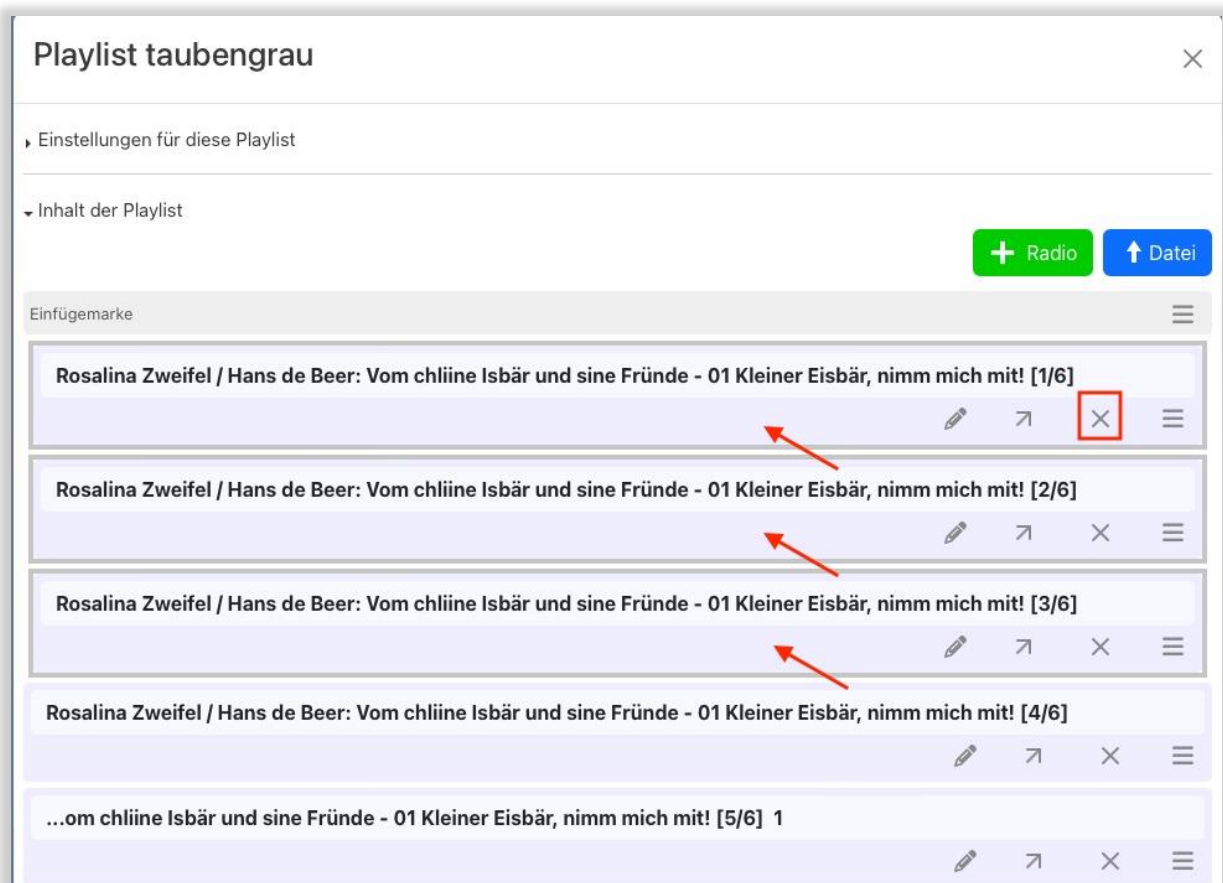 Playlist taubengrau
Einstellungen für diese Playlist
Inhalt der Playlist
Radio
Datei
Einfügemarke
Rosalina Zweifel / Hans de Beer: Vom chliine Isbär und sine Fründe - 01 Kleiner Eisbär, nimm mich mit! [1/6]
Rosalina Zweifel / Hans de Beer: Vom chliine Isbär und sine Fründe - 01 Kleiner Eisbär, nimm mich mit! [2/6]
Rosalina Zweifel / Hans de Beer: Vom chliine Isbär und sine Fründe - 01 Kleiner Eisbär, nimm mich mit! [3/6]
Rosalina Zweifel / Hans de Beer: Vom chliine Isbär und sine Fründe - 01 Kleiner Eisbär, nimm mich mit! [4/6]
...om chliine Isbär und sine Fründe - 01 Kleiner Eisbär, nimm mich mit! [5/6] 1